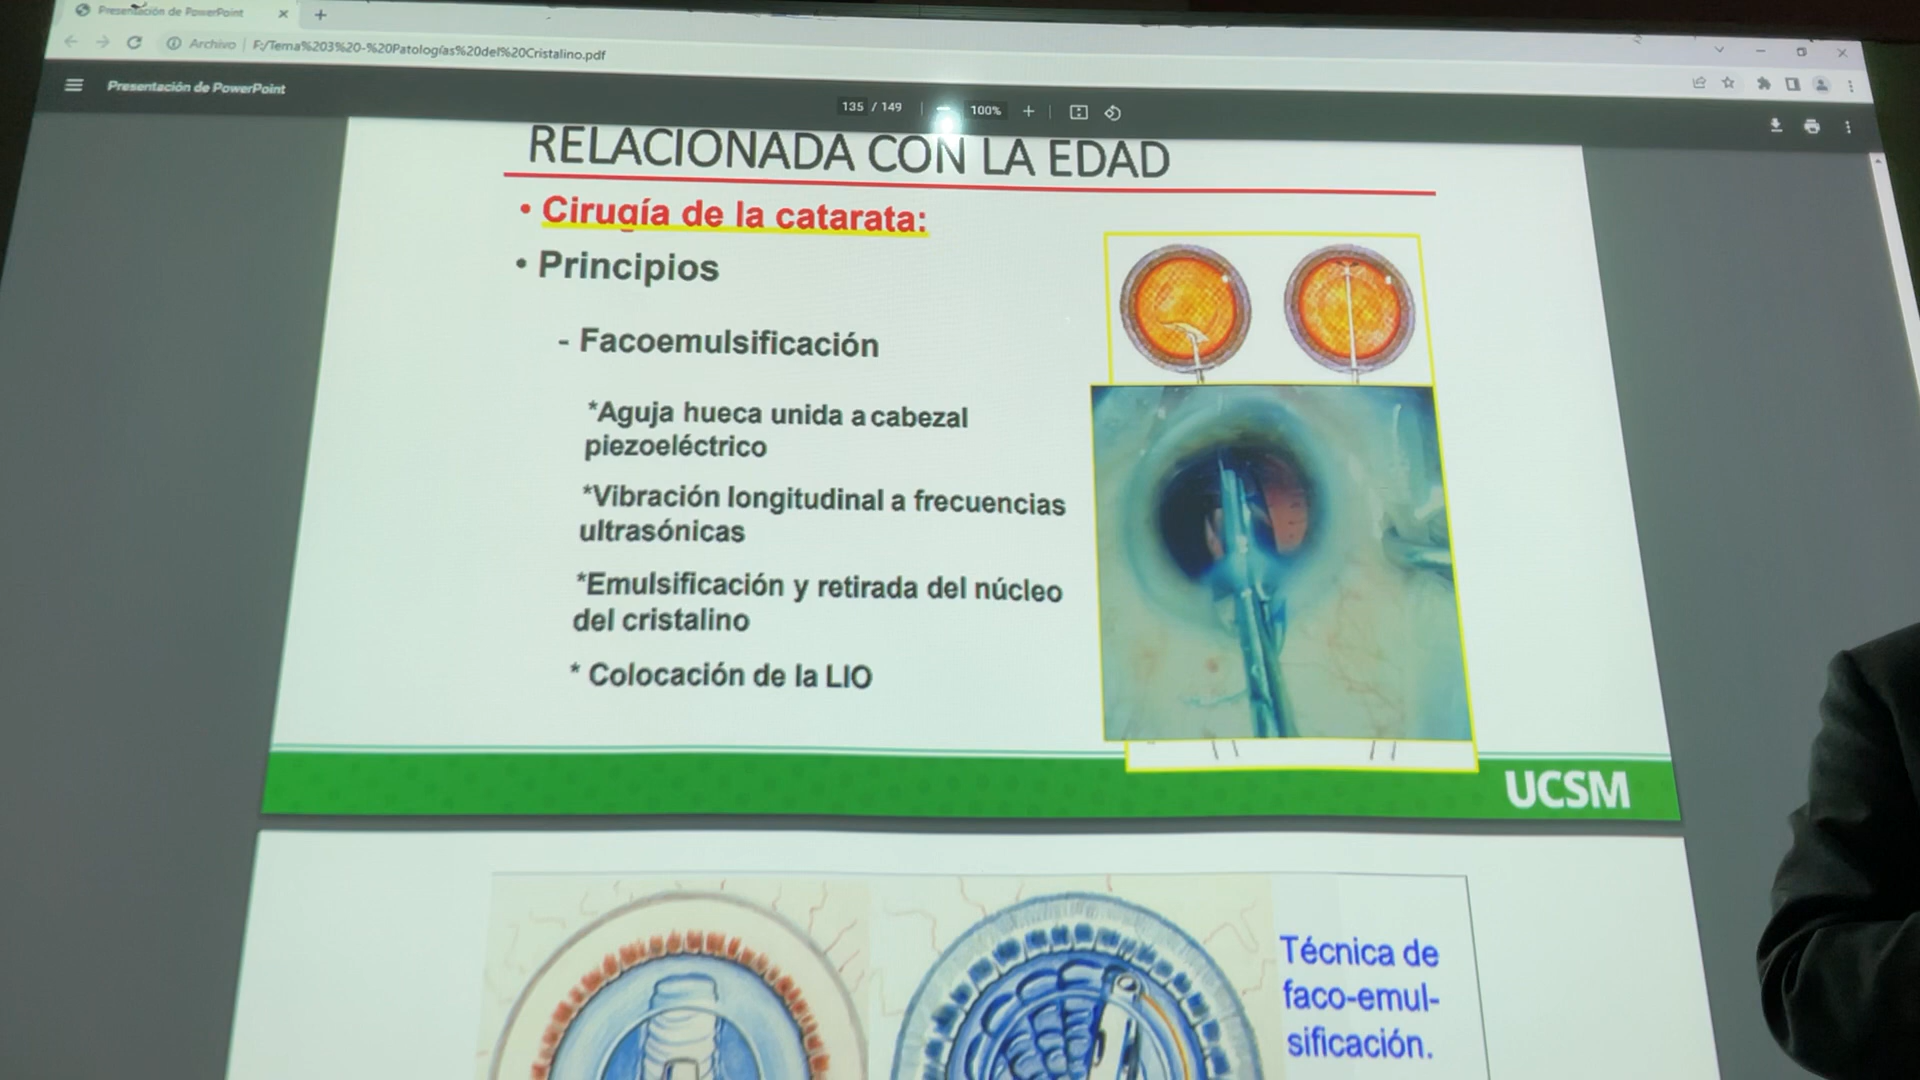 Presentación de PowerPoint
Archivo | F:/Tema%203%20-%20Patologías%20del%20Cristalino.pdf
Presentación de PowerPoint
135 / 149
100%
RELACIONADA CON LA EDAD
• Cirugía de la catarata:
• Principios
- Facoemulsificación
*Aguja hueca unida a cabezal
piezoeléctrico
*Vibración longitudinal a frecuencias
ultrasónicas
*Emulsificación y retirada del núcleo
del cristalino
* Colocación de la LIO
UCSM
Técnica de
faco-emul-
sificación.